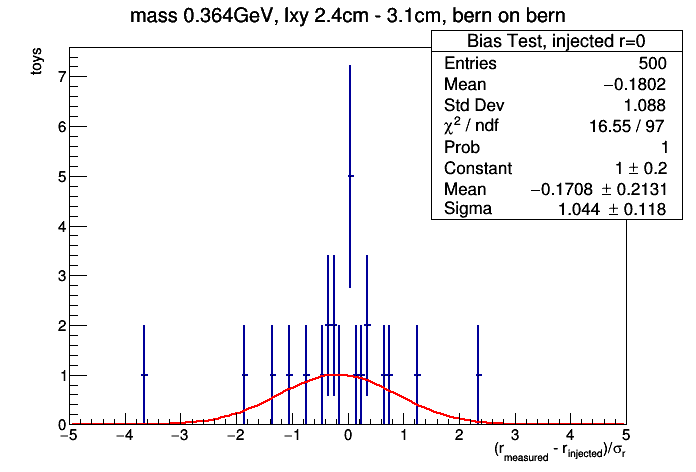 mass 0.364GeV, lxy 2.4cm - 3.1cm, bern on bern
toys
Bias Test, injected r=0
Entries 500
Mean −0.1802
Std Dev 1.088
χ² / ndf 16.55 / 97
Prob 1
Constant 1 ± 0.2
Mean −0.1708 ± 0.2131
Sigma 1.044 ± 0.118
7
6
5
4
3
2
1
0
−5 −4 −3 −2 −1 0 1 2 3 4 5
(r_measured - r_injected)/σ_r